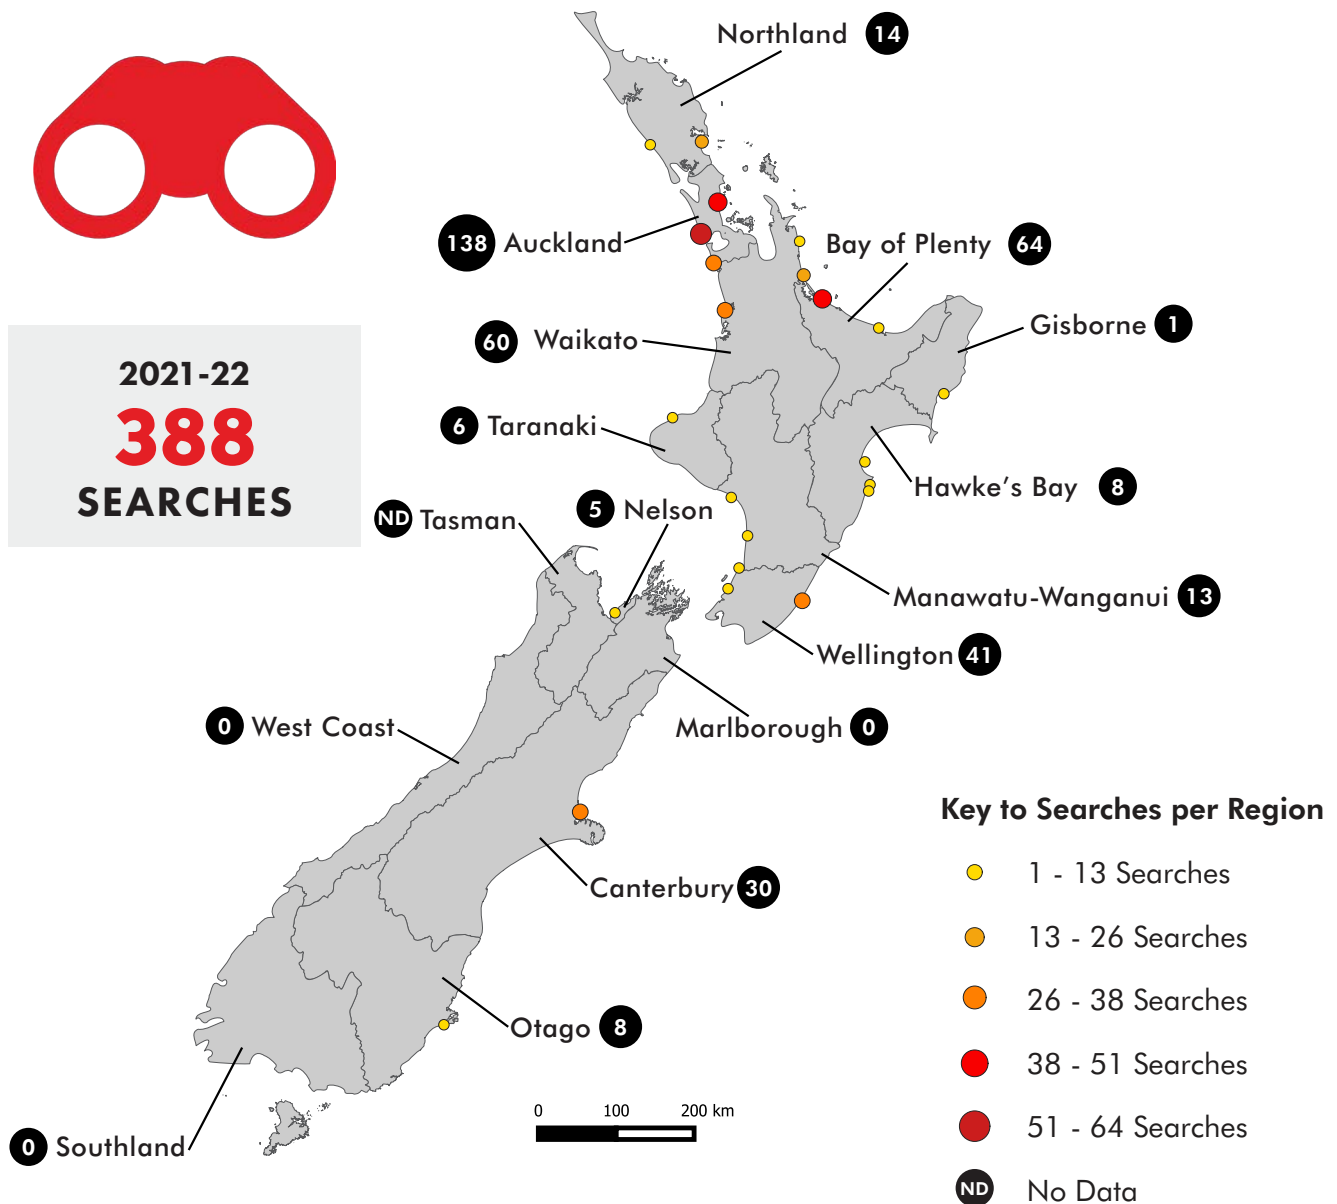 Northland 14
138 Auckland
Bay of Plenty 64
Gisborne 1
60 Waikato
2021-22
388
SEARCHES
6 Taranaki
Hawke's Bay 8
ND Tasman
5 Nelson
Manawatu-Wanganui 13
Wellington 41
0 West Coast
Marlborough 0
Canterbury 30
Otago 8
0 Southland
0 100 200 km
Key to Searches per Region
1 - 13 Searches
13 - 26 Searches
26 - 38 Searches
38 - 51 Searches
51 - 64 Searches
ND No Data